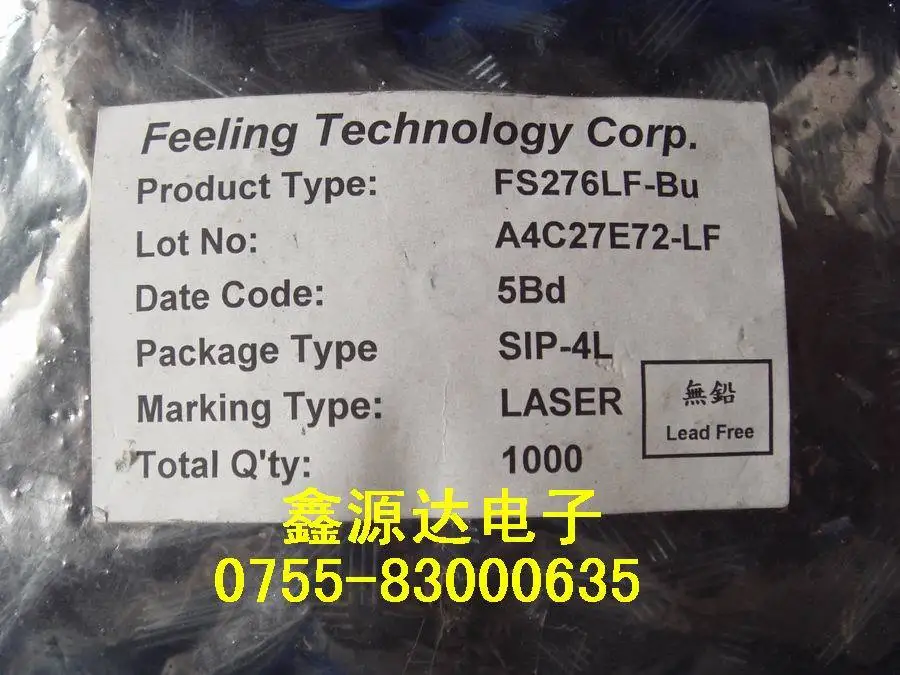 Feeling Technology Corp.
Product Type: FS276LF-Bu
Lot No: A4C27E72-LF
Date Code: 5Bd
Package Type SIP-4L
Marking Type: LASER
無鉛
Lead Free
Total Q'ty: 1000
鑫源达电子
0755-83000635